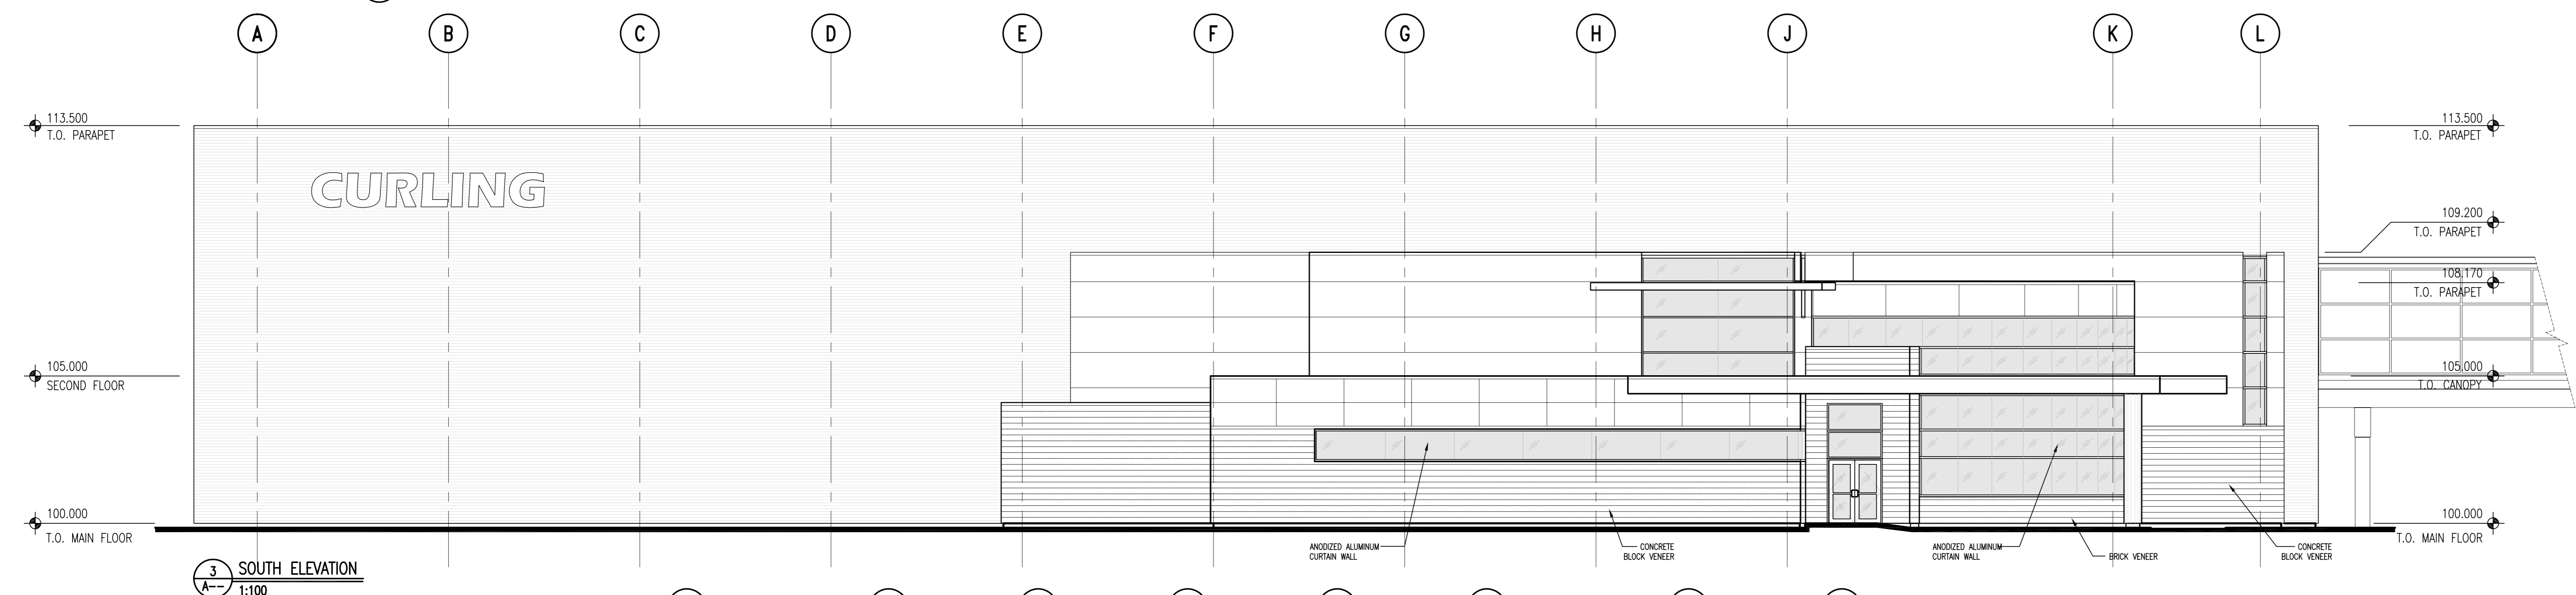 A B C D E F G H J K L
113.500
T.O. PARAPET
113.500
T.O. PARAPET
CURLING
109.200
T.O. PARAPET
108.170
T.O. PARAPET
105.000
SECOND FLOOR
105.000
T.O. CANOPY
100.000
T.O. MAIN FLOOR
100.000
T.O. MAIN FLOOR
ANODIZED ALUMINUM
CURTAIN WALL
CONCRETE
BLOCK VENEER
ANODIZED ALUMINUM
CURTAIN WALL
BRICK VENEER
CONCRETE
BLOCK VENEER
3
A--
SOUTH ELEVATION
1:100